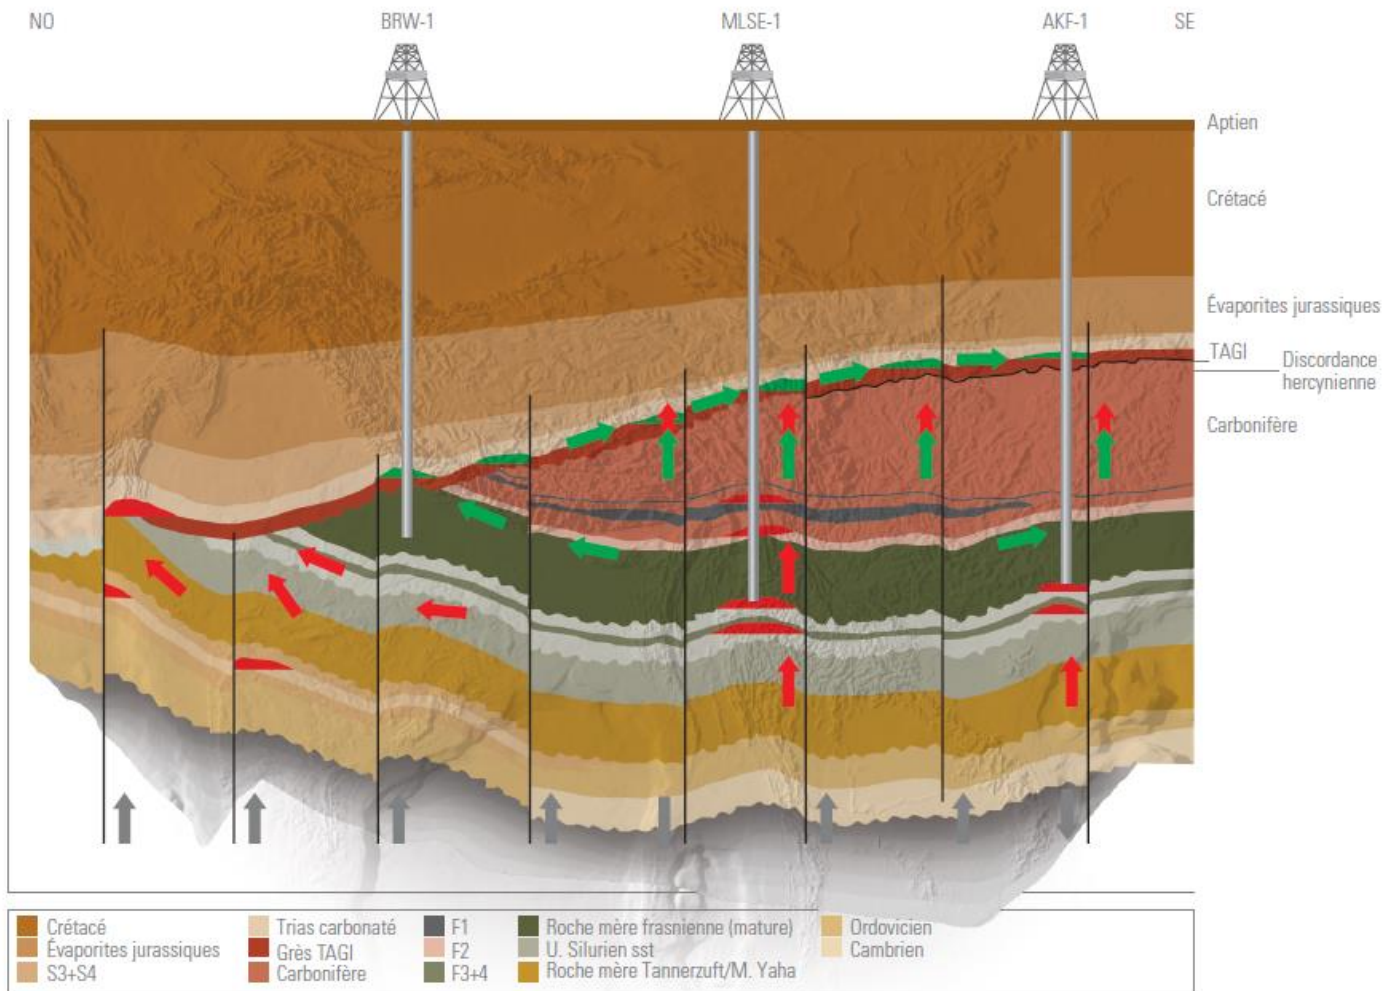 NO BRW-1 MLSE-1 AKF-1 SE
Aptien
Crétacé
Évaporites jurassiques
TAGI
Discordance
hercynienne
Carbonifère
Crétacé
Évaporites jurassiques
S3+S4
Trias carbonaté
Grès TAGI
Carbonifère
F1
F2
F3+4
Roche mère frasnienne (mature)
U. Silurien sst
Roche mère Tannerzuft/M. Yaha
Ordovicien
Cambrien